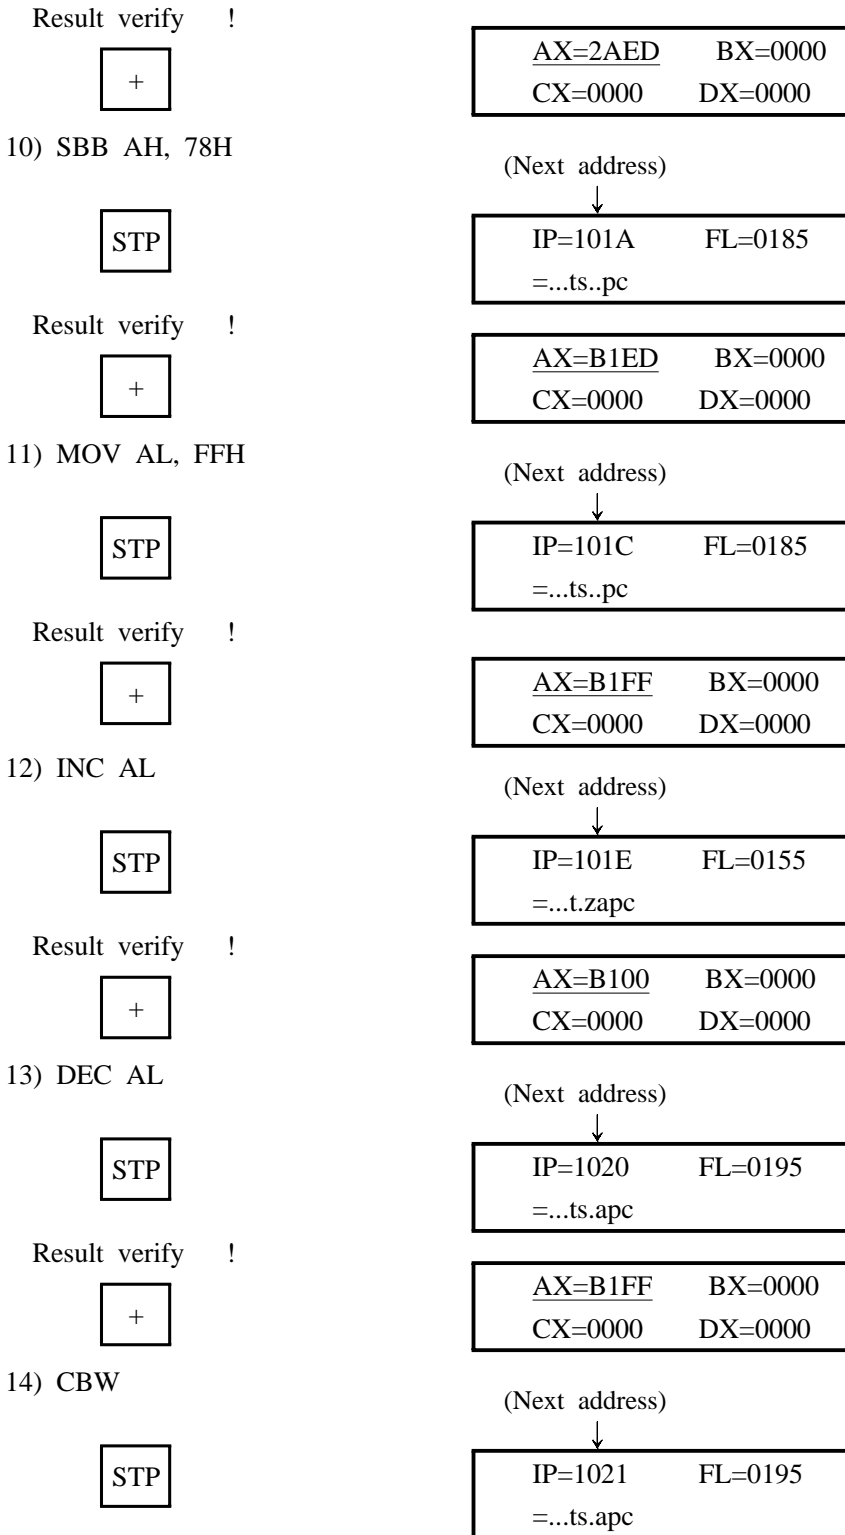 Result verify !
+
AX=2AED BX=0000
CX=0000 DX=0000
10) SBB AH, 78H
(Next address)
STP
IP=101A FL=0185
=...ts..pc
Result verify !
+
AX=B1ED BX=0000
CX=0000 DX=0000
11) MOV AL, FFH
(Next address)
STP
IP=101C FL=0185
=...ts..pc
Result verify !
+
AX=B1FF BX=0000
CX=0000 DX=0000
12) INC AL
(Next address)
STP
IP=101E FL=0155
=...t.zapc
Result verify !
+
AX=B100 BX=0000
CX=0000 DX=0000
13) DEC AL
(Next address)
STP
IP=1020 FL=0195
=...ts.apc
Result verify !
+
AX=B1FF BX=0000
CX=0000 DX=0000
14) CBW
(Next address)
STP
IP=1021 FL=0195
=...ts.apc